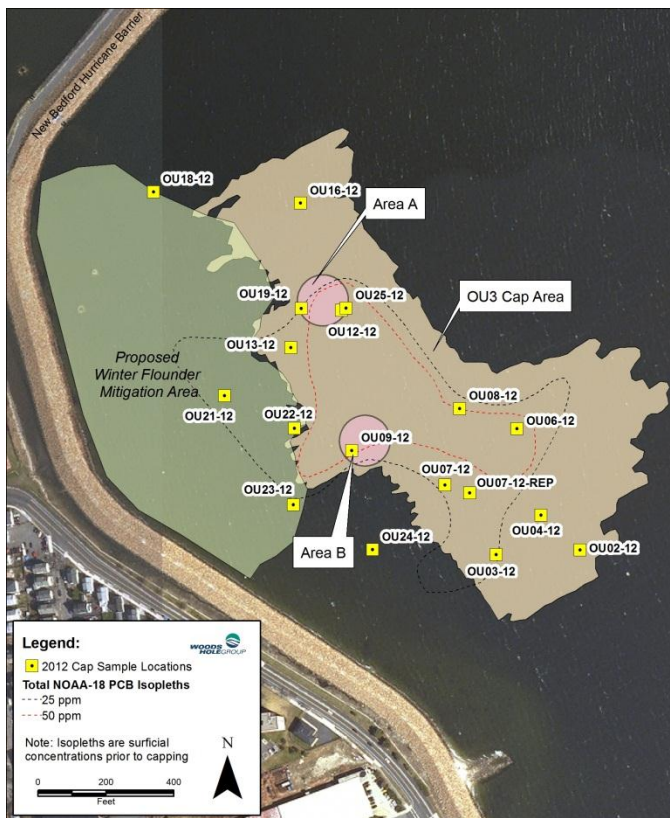 New Bedford Hurricane Barrier
OU18-12
OU16-12
Area A
OU19-12
OU25-12
OU12-12
OU3 Cap Area
OU13-12
Proposed
Winter Flounder
Mitigation Area
OU21-12
OU22-12
OU08-12
OU06-12
OU09-12
OU07-12
OU07-12-REP
OU23-12
OU04-12
Area B
OU24-12
OU03-12
OU02-12
Legend:
WOODS
HOLE GROUP
2012 Cap Sample Locations
Total NOAA-18 PCB Isopleths
25 ppm
50 ppm
Note: Isopleths are surficial
concentrations prior to capping
N
0 200 400
Feet